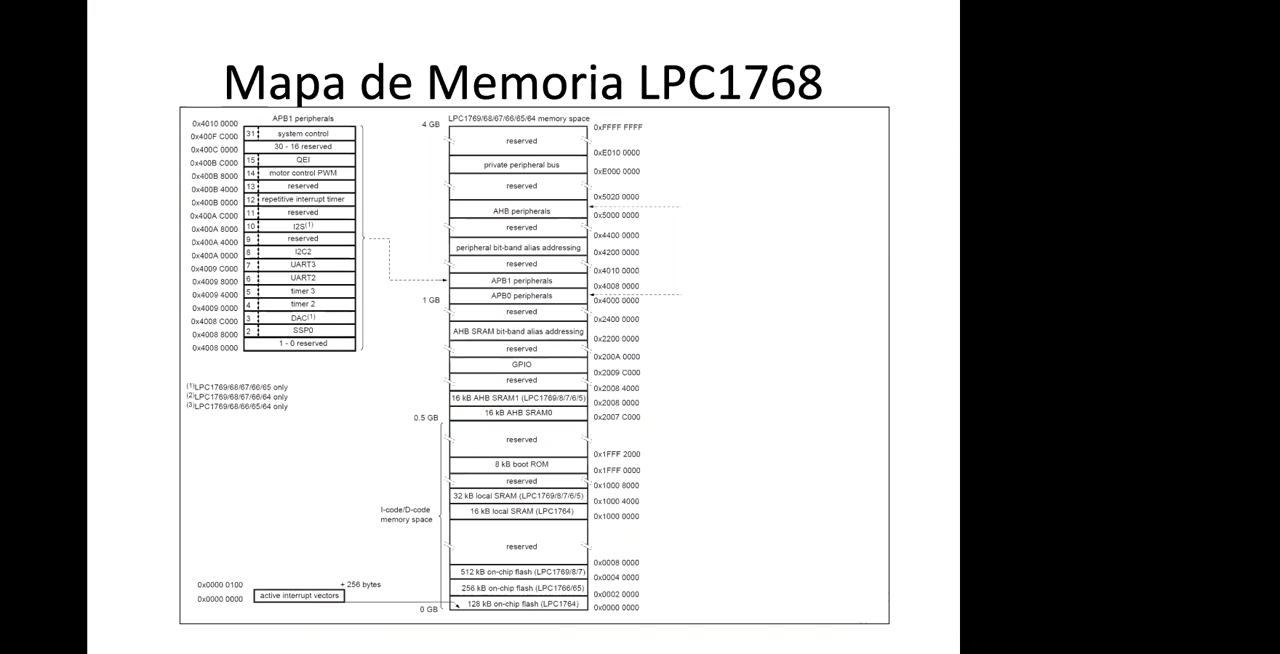 Mapa de Memoria LPC1768
APB1 peripherals
0x4010 0000
31 system control
0x400F C000
30 - 16 reserved
0x400C 0000
15 QEI
0x400B C000
14 motor control PWM
0x400B 8000
13 reserved
0x400B 4000
12 repetitive interrupt timer
0x400B 0000
11 reserved
0x400A C000
10 I2S(1)
0x400A 8000
9 reserved
0x400A 4000
8 I2C2
0x400A 0000
7 UART3
0x4009 C000
6 UART2
0x4009 8000
5 timer 3
0x4009 4000
4 timer 2
0x4009 0000
3 DAC(1)
0x4008 C000
2 SSP0
0x4008 8000
1 - 0 reserved
0x4008 0000
(1)LPC1769/68/67/66/65 only
(2)LPC1769/68/67/66/64 only
(3)LPC1769/68/66/65/64 only
LPC1769/68/67/66/65/64 memory space
4 GB
0xFFFF FFFF
reserved
0xE010 0000
private peripheral bus
0xE000 0000
reserved
0x5020 0000
AHB peripherals
0x5000 0000
reserved
0x4400 0000
peripheral bit-band alias addressing
0x4200 0000
reserved
0x4010 0000
APB1 peripherals
0x4008 0000
APB0 peripherals
1 GB
0x4000 0000
reserved
0x2400 0000
AHB SRAM bit-band alias addressing
0x2200 0000
reserved
0x200A 0000
GPIO
0x2009 C000
reserved
0x2008 4000
16 kB AHB SRAM1 (LPC1769/8/7/6/5)
0x2008 0000
16 kB AHB SRAM0
0x2007 C000
0.5 GB
reserved
0x1FFF 2000
8 kB boot ROM
0x1FFF 0000
reserved
0x1000 8000
32 kB local SRAM (LPC1769/8/7/6/5)
0x1000 4000
16 kB local SRAM (LPC1764)
0x1000 0000
I-code/D-code
memory space
reserved
0x0008 0000
512 kB on-chip flash (LPC1769/8/7)
0x0004 0000
256 kB on-chip flash (LPC1766/65)
0x0002 0000
128 kB on-chip flash (LPC1764)
0x0000 0000
0 GB
0x0000 0100
+ 256 bytes
active interrupt vectors
0x0000 0000